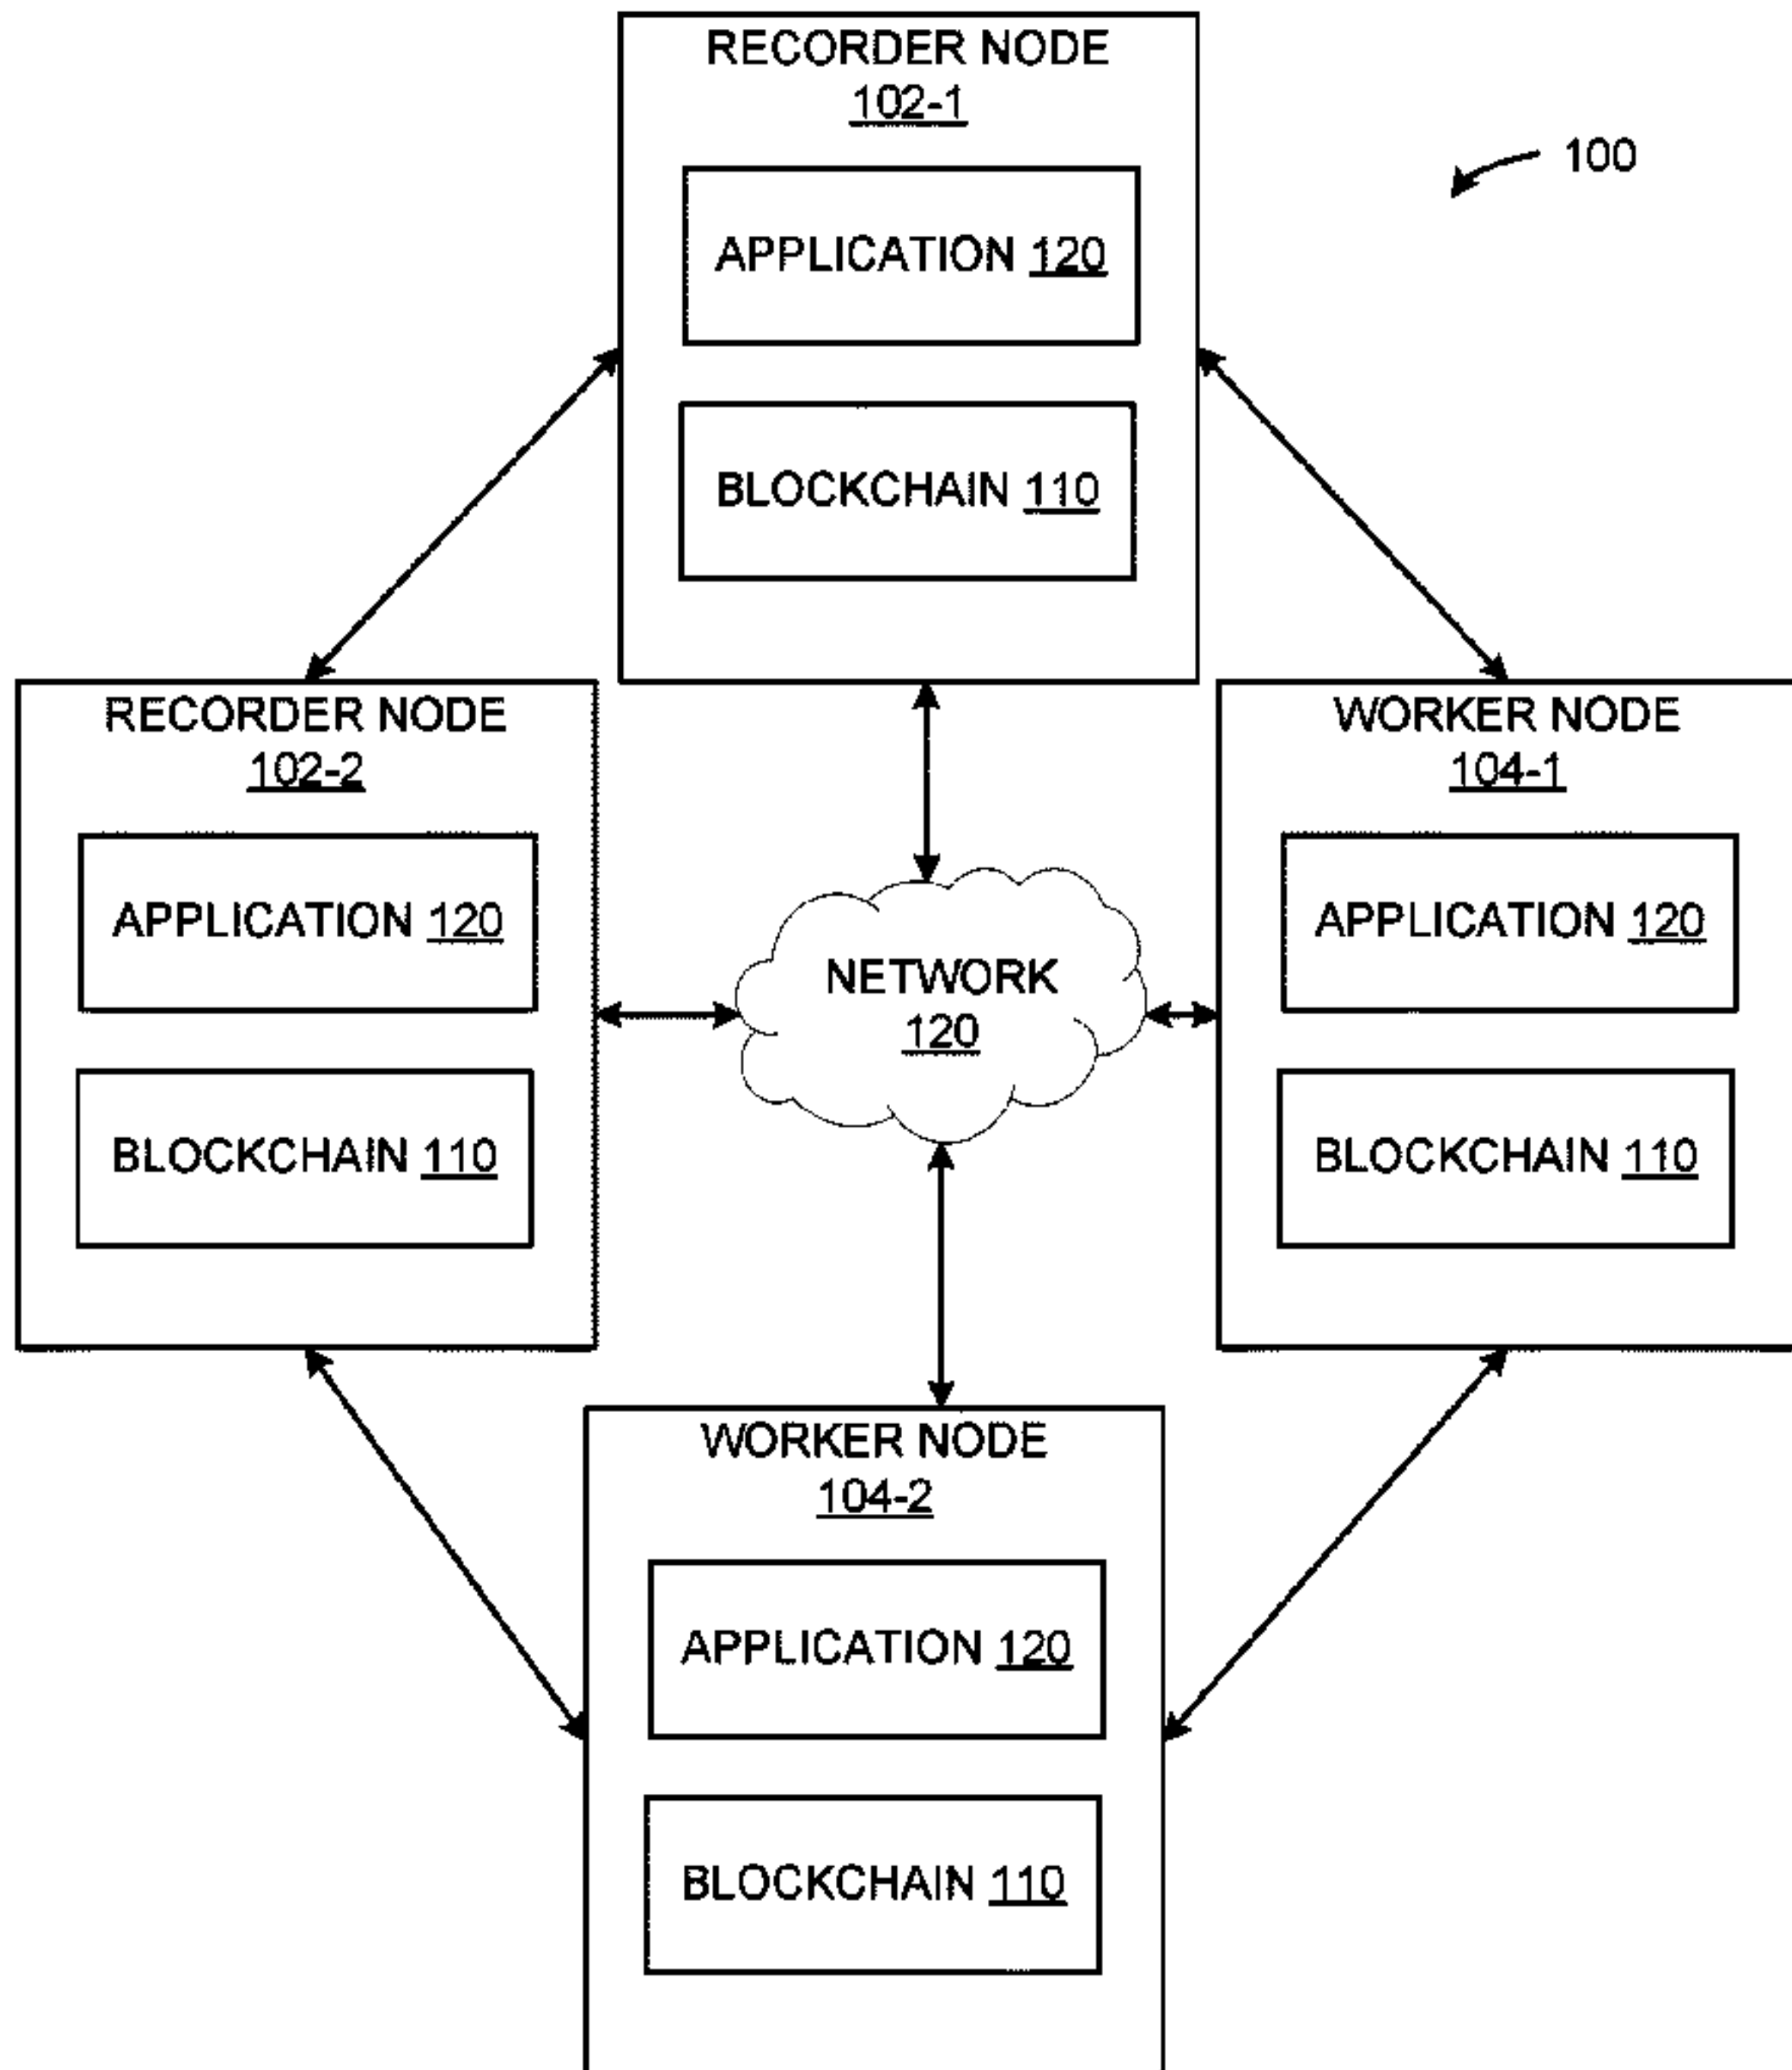 RECORDER NODE
102-1
100
APPLICATION 120
BLOCKCHAIN 110
RECORDER NODE
102-2
APPLICATION 120
BLOCKCHAIN 110
NETWORK
120
WORKER NODE
104-1
APPLICATION 120
BLOCKCHAIN 110
WORKER NODE
104-2
APPLICATION 120
BLOCKCHAIN 110